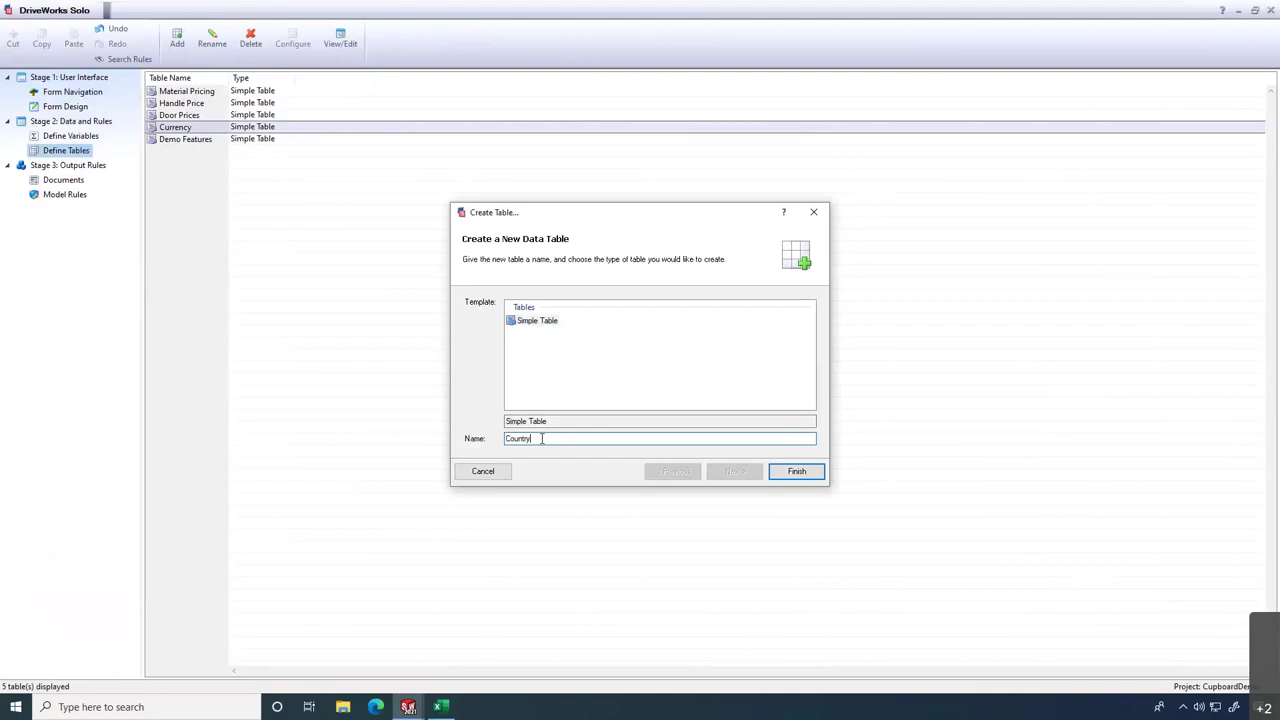 DriveWorks Solo
Cut
Copy
Paste
Undo
Redo
Search Rules
Add
Rename
Delete
Configure
View/Edit
Stage 1: User Interface
Form Navigation
Form Design
Stage 2: Data and Rules
Define Variables
Define Tables
Stage 3: Output Rules
Documents
Model Rules
Table Name Type
Material Pricing Simple Table
Handle Price Simple Table
Door Prices Simple Table
Currency Simple Table
Demo Features Simple Table
Create Table...
Create a New Data Table
Give the new table a name, and choose the type of table you would like to create.
Template:
Tables
Simple Table
Simple Table
Name: Country
Cancel
< Previous
Next >
Finish
5 table(s) displayed
Project: CupboardDemo
Type here to search
+2